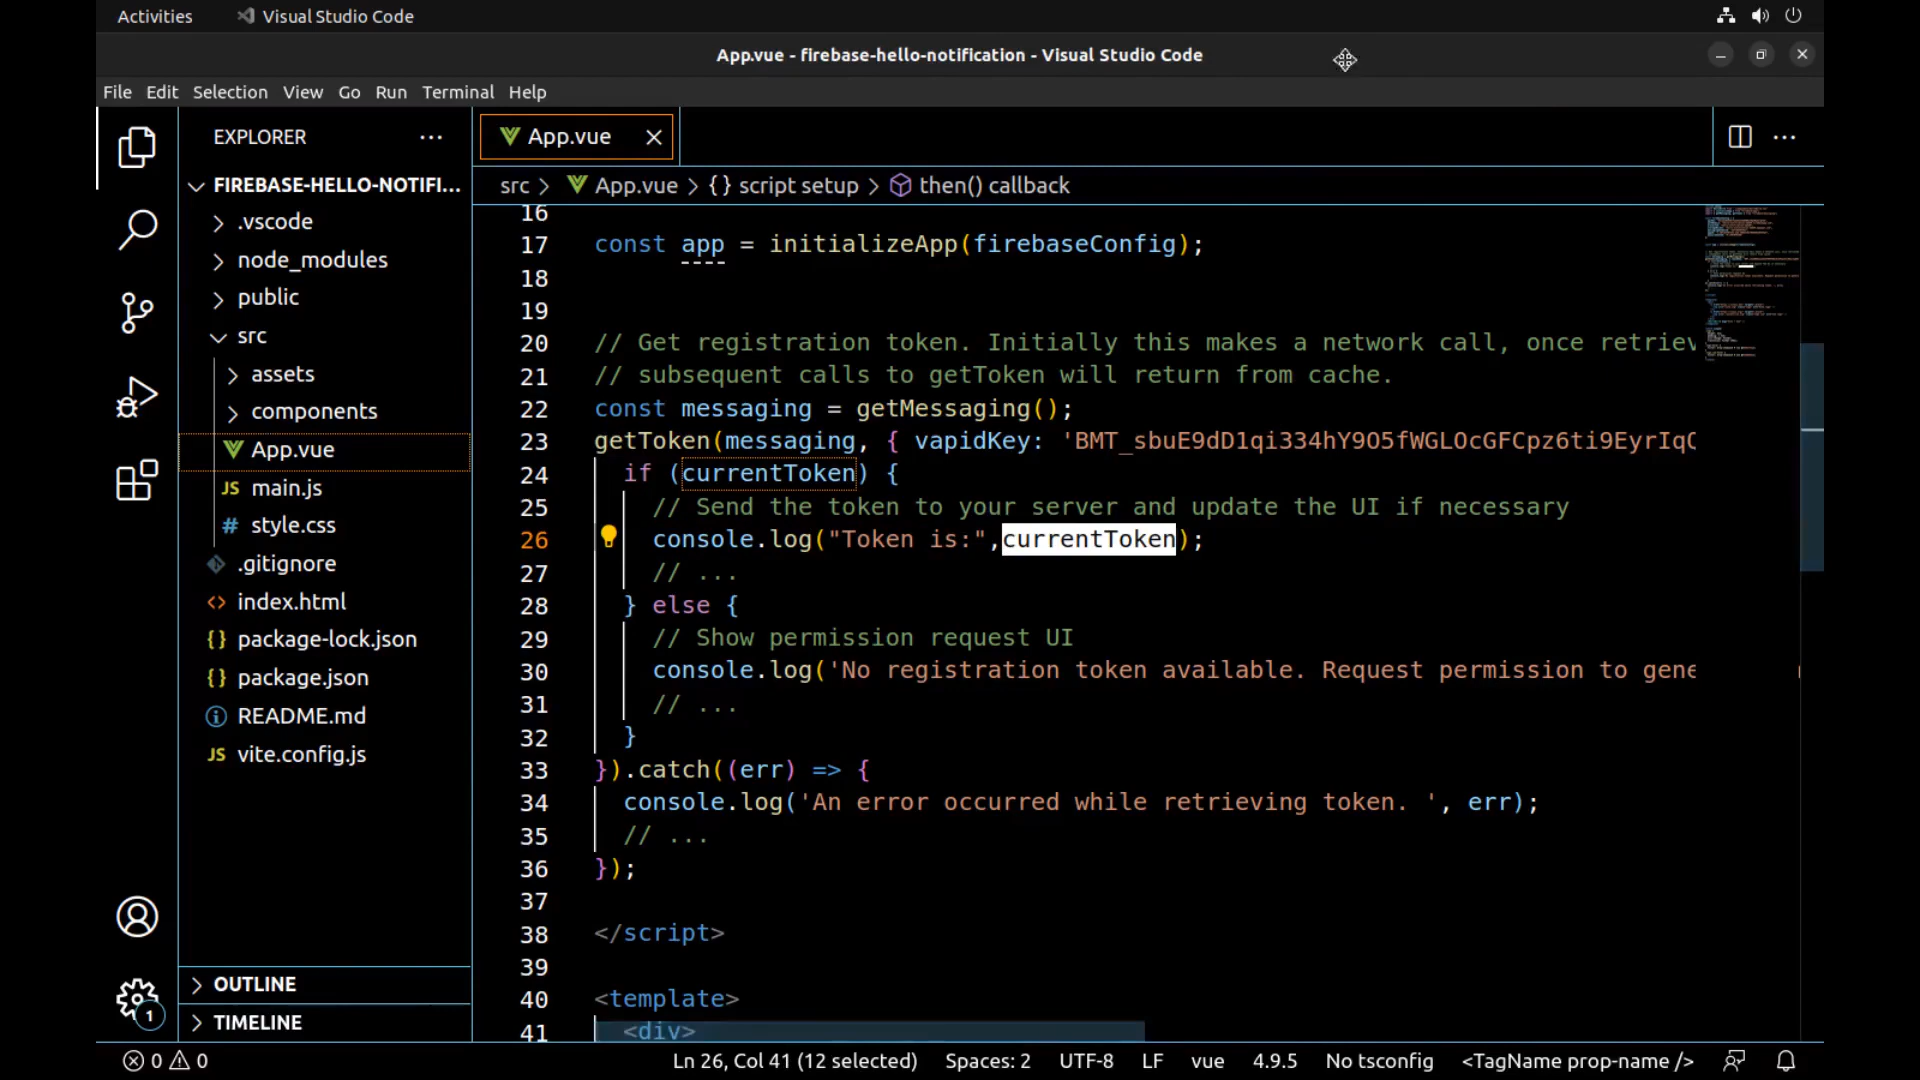 Activities
Visual Studio Code
App.vue - firebase-hello-notification - Visual Studio Code
File Edit Selection View Go Run Terminal Help
EXPLORER
FIREBASE-HELLO-NOTIFI...
.vscode
node_modules
public
src
assets
components
App.vue
JS main.js
# style.css
.gitignore
<> index.html
{} package-lock.json
{} package.json
README.md
JS vite.config.js
OUTLINE
TIMELINE
1
App.vue
src > App.vue > {} script setup > then() callback
16
17 const app = initializeApp(firebaseConfig);
18
19
20 // Get registration token. Initially this makes a network call, once retriev
21 // subsequent calls to getToken will return from cache.
22 const messaging = getMessaging();
23 getToken(messaging, { vapidKey: 'BMT_sbuE9dD1qi334hY9O5fWGLOcGFCpz6ti9EyrIqC
24 if (currentToken) {
25 // Send the token to your server and update the UI if necessary
26 console.log("Token is:",currentToken);
27 // ...
28 } else {
29 // Show permission request UI
30 console.log('No registration token available. Request permission to gene
31 // ...
32 }
33 }).catch((err) => {
34 console.log('An error occurred while retrieving token. ', err);
35 // ...
36 });
37
38 </script>
39
40 <template>
41 <div>
0 0
Ln 26, Col 41 (12 selected) Spaces: 2 UTF-8 LF vue 4.9.5 No tsconfig <TagName prop-name />